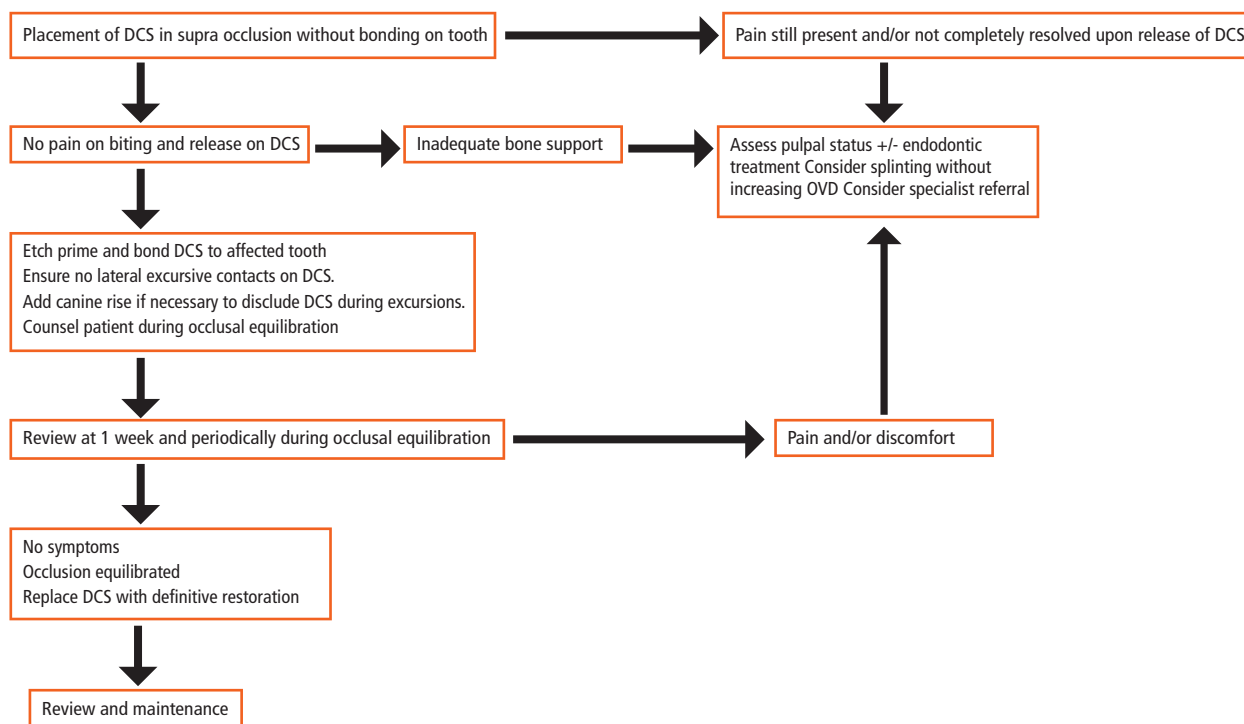 Placement of DCS in supra occlusion without bonding on tooth
Pain still present and/or not completely resolved upon release of DCS
No pain on biting and release on DCS
Inadequate bone support
Assess pulpal status +/- endodontic
treatment Consider splinting without
increasing OVD Consider specialist referral
Etch prime and bond DCS to affected tooth
Ensure no lateral excursive contacts on DCS.
Add canine rise if necessary to disclude DCS during excursions.
Counsel patient during occlusal equilibration
Review at 1 week and periodically during occlusal equilibration
Pain and/or discomfort
No symptoms
Occlusion equilibrated
Replace DCS with definitive restoration
Review and maintenance